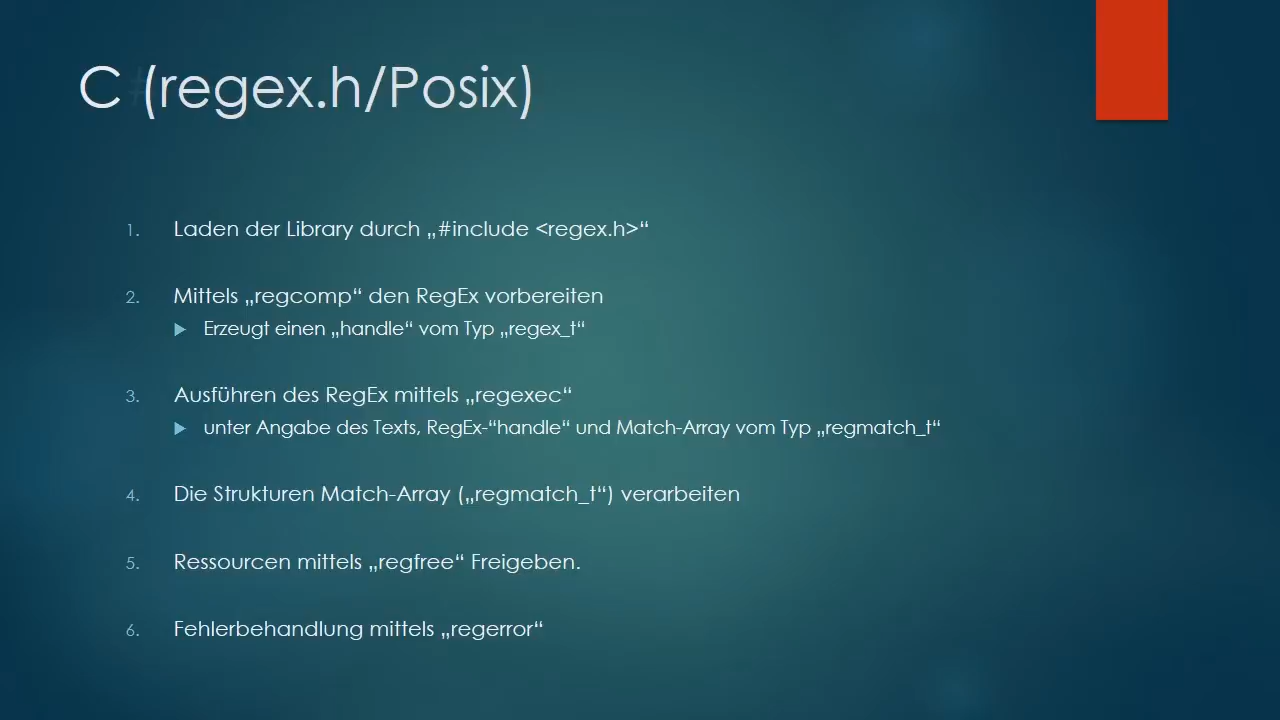 C (regex.h/Posix)
1. Laden der Library durch „#include <regex.h>“
2. Mittels „regcomp“ den RegEx vorbereiten
Erzeugt einen „handle“ vom Typ „regex_t“
3. Ausführen des RegEx mittels „regexec“
unter Angabe des Texts, RegEx-“handle“ und Match-Array vom Typ „regmatch_t“
4. Die Strukturen Match-Array („regmatch_t“) verarbeiten
5. Ressourcen mittels „regfree“ Freigeben.
6. Fehlerbehandlung mittels „regerror“